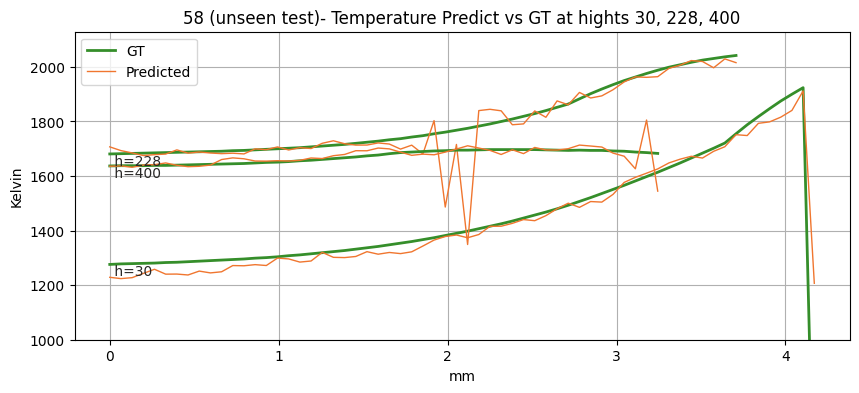 58 (unseen test)- Temperature Predict vs GT at hights 30, 228, 400
GT
Predicted
Kelvin
2000
1800
1600
1400
1200
1000
h=228
h=400
h=30
0 1 2 3 4
mm